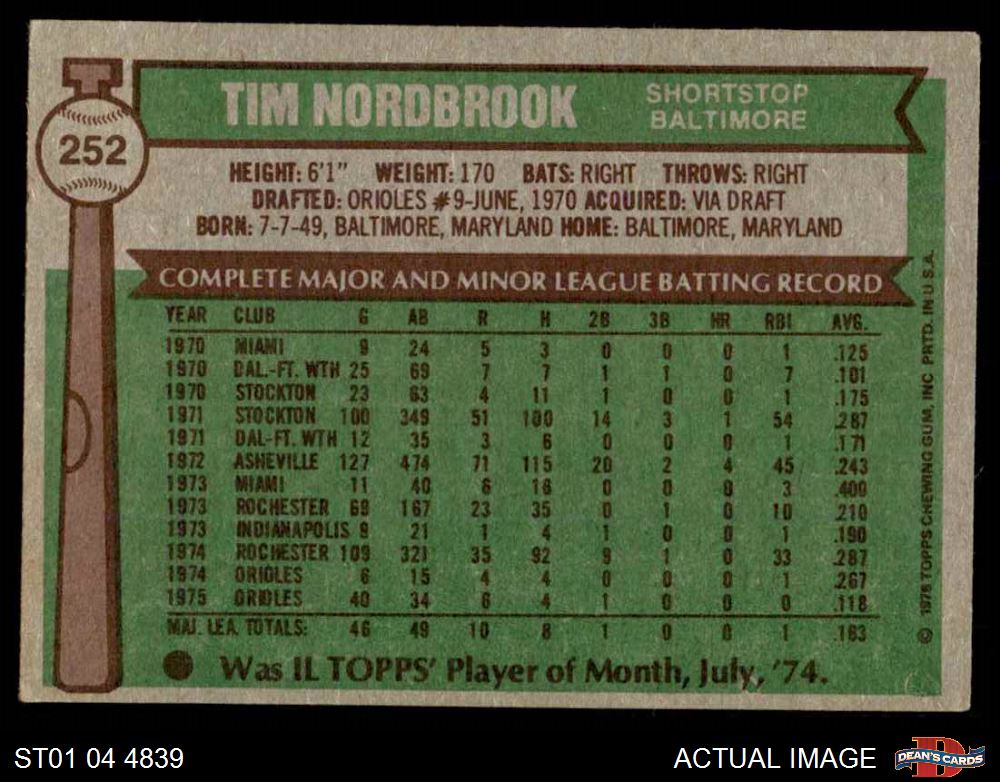 252
TIM NORDBROOK
SHORTSTOP
BALTIMORE
HEIGHT: 6'1" WEIGHT: 170 BATS: RIGHT THROWS: RIGHT
DRAFTED: ORIOLES #9-JUNE, 1970 ACQUIRED: VIA DRAFT
BORN: 7-7-49, BALTIMORE, MARYLAND HOME: BALTIMORE, MARYLAND
COMPLETE MAJOR AND MINOR LEAGUE BATTING RECORD
YEAR CLUB G AB R H 2B 3B HR RBI AVG.
1970 MIAMI 9 24 5 3 0 0 0 1 .125
1970 DAL.-FT. WTH 25 69 7 7 1 1 0 7 .101
1970 STOCKTON 23 63 4 11 1 0 0 1 .175
1971 STOCKTON 100 349 51 100 14 3 1 54 .287
1971 DAL-FT. WTH 12 35 3 6 0 0 0 1 .171
1972 ASHEVILLE 127 474 71 115 20 2 4 45 .243
1973 MIAMI 11 40 6 16 0 0 0 3 .400
1973 ROCHESTER 69 167 23 35 0 1 0 10 .210
1973 INDIANAPOLIS 9 21 1 4 1 0 0 1 .190
1974 ROCHESTER 109 321 35 92 9 1 0 33 .287
1974 ORIOLES 6 15 4 4 0 0 0 1 .267
1975 ORIOLES 40 34 6 4 1 0 0 0 .118
MAJ. LEA. TOTALS: 46 49 10 8 1 0 0 1 .163
Was IL TOPPS' Player of Month, July, '74.
© 1976 TOPPS CHEWING GUM, INC. PRTD. IN U.S.A.
ST01 04 4839
ACTUAL IMAGE
D
DEAN'S CARDS